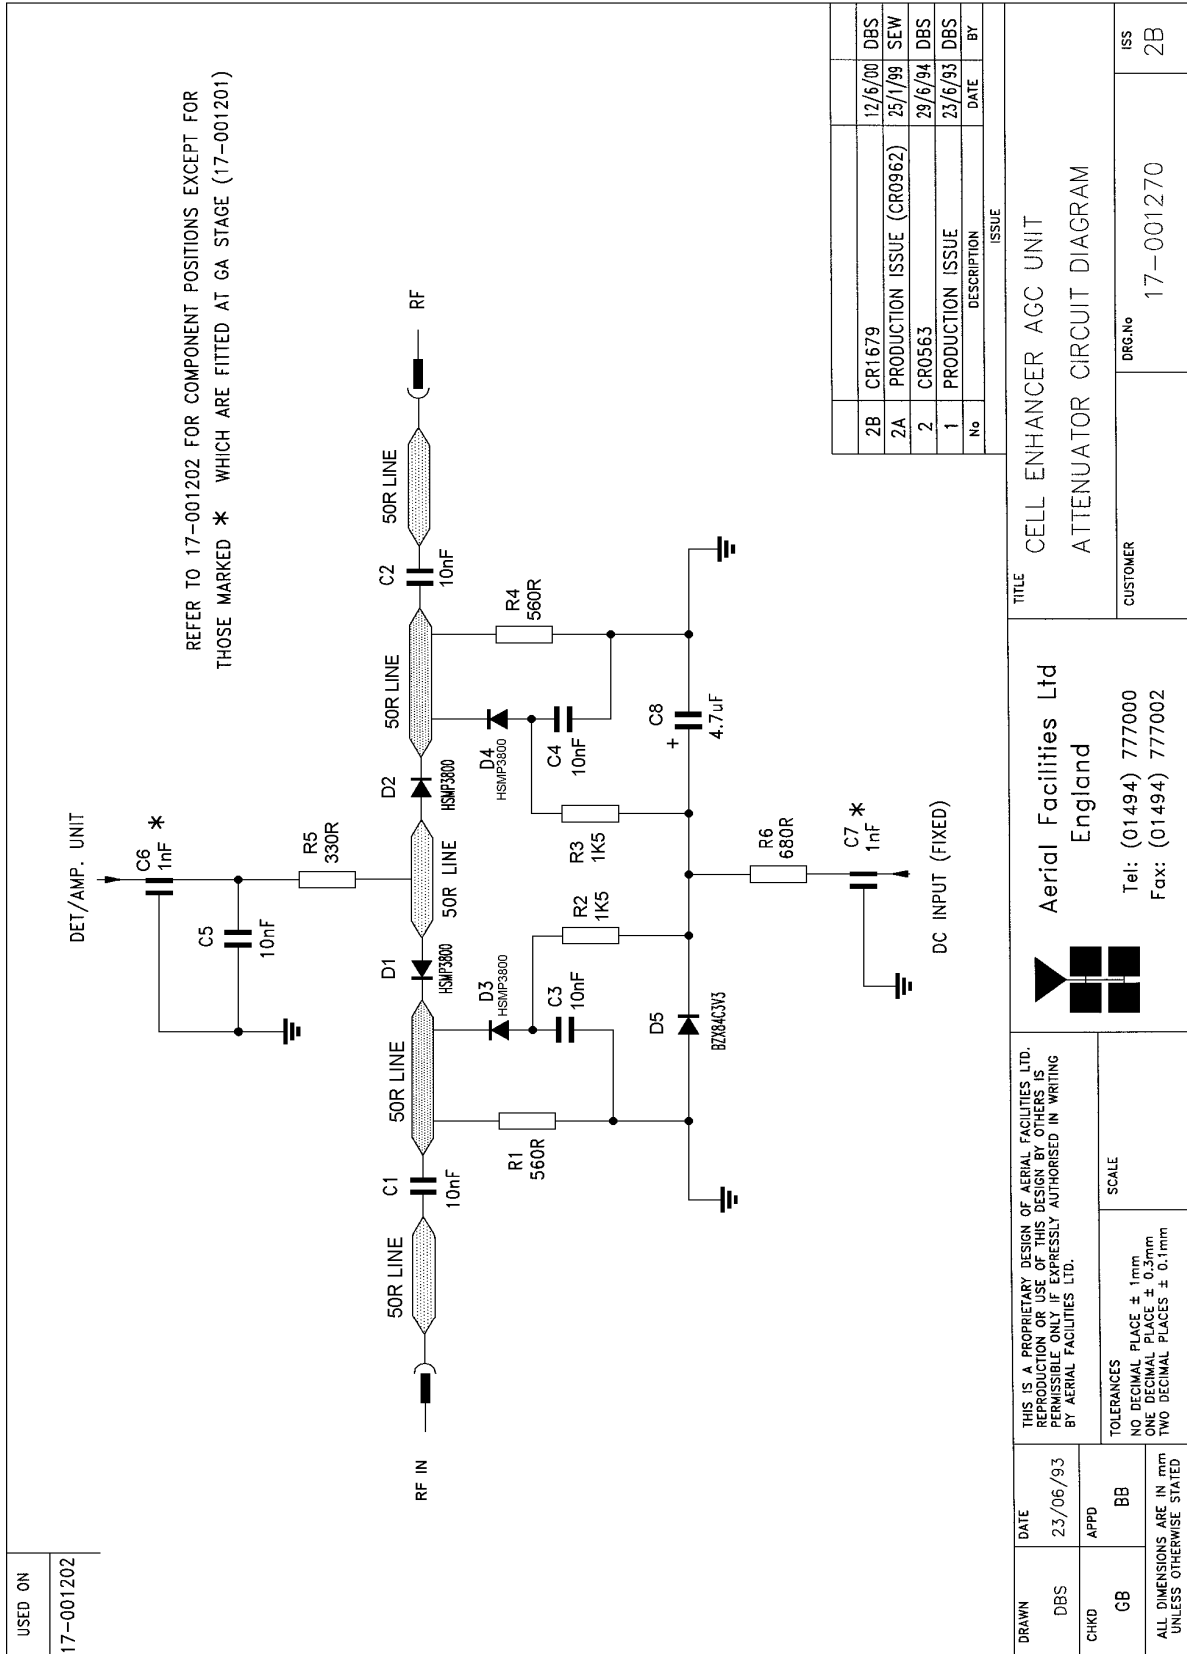 USED ON
17-001202
REFER TO 17-001202 FOR COMPONENT POSITIONS EXCEPT FOR
THOSE MARKED * WHICH ARE FITTED AT GA STAGE (17-001201)
DET/AMP. UNIT
C6
1nF *
C5
10nF
R5
330R
RF IN
50R LINE
C1
10nF
50R LINE
D1
HSMP3800
50R LINE
D2
HSMP3800
50R LINE
C2
10nF
50R LINE
RF
R1
560R
D3
HSMP3800
C3
10nF
R2
1K5
R3
1K5
D4
HSMP3800
C4
10nF
R4
560R
D5
BZX84C3V3
C8
+
4.7uF
R6
680R
C7 *
1nF
DC INPUT (FIXED)
2B CR1679 12/6/00 DBS
2A PRODUCTION ISSUE (CR0962) 25/1/99 SEW
2 CR0563 29/6/94 DBS
1 PRODUCTION ISSUE 23/6/93 DBS
No DESCRIPTION DATE BY
ISSUE
DRAWN
DBS
DATE
23/06/93
CHKD
GB
APPD
BB
ALL DIMENSIONS ARE IN mm
UNLESS OTHERWISE STATED
THIS IS A PROPRIETARY DESIGN OF AERIAL FACILITIES LTD.
REPRODUCTION OR USE OF THIS DESIGN BY OTHERS IS
PERMISSIBLE ONLY IF EXPRESSLY AUTHORISED IN WRITING
BY AERIAL FACILITIES LTD.
TOLERANCES
NO DECIMAL PLACE ± 1mm
ONE DECIMAL PLACE ± 0.3mm
TWO DECIMAL PLACES ± 0.1mm
SCALE
Aerial Facilities Ltd
England
Tel: (01494) 777000
Fax: (01494) 777002
TITLE
CELL ENHANCER AGC UNIT
ATTENUATOR CIRCUIT DIAGRAM
CUSTOMER
DRG.No
17-001270
ISS
2B